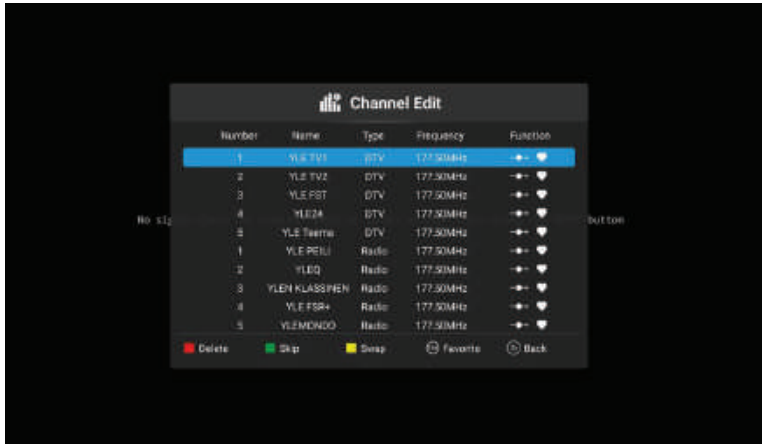 Channel Edit
Number Name Type Frequency Function
1 YLE TV1 DTV 177.50MHz
2 YLE TV2 DTV 177.50MHz
3 YLE FST DTV 177.50MHz
4 YLE24 DTV 177.50MHz
5 YLE Teema DTV 177.50MHz
No sig button
1 YLE PEILI Radio 177.50MHz
2 YLEQ Radio 177.50MHz
3 YLEN KLASSINEN Radio 177.50MHz
4 YLE FSR+ Radio 177.50MHz
5 YLEMONDO Radio 177.50MHz
Delete Skip Swap Favorite Back